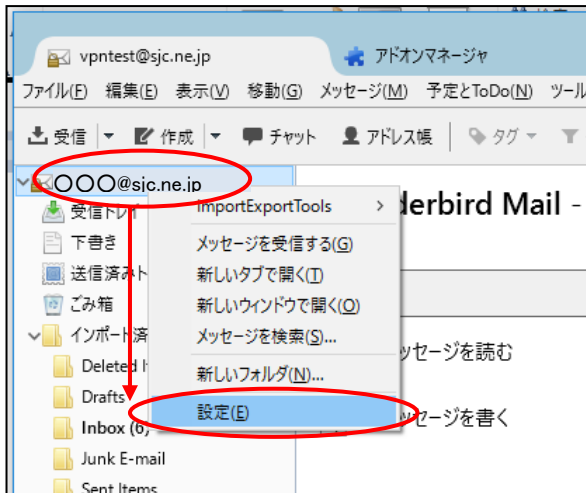 vpntest@sjc.ne.jp アドオンマネージャ
ファイル(F) 編集(E) 表示(V) 移動(G) メッセージ(M) 予定とToDo(N) ツール
受信 作成 チャット アドレス帳 タグ
〇〇〇@sjc.ne.jp
受信トレイ
下書き
送信済みト
ごみ箱
インポート済
Deleted I
Drafts
Inbox (6)
Junk E-mail
Sent Items
ImportExportTools
メッセージを受信する(G)
新しいタブで開く(T)
新しいウィンドウで開く(O)
メッセージを検索(S)...
新しいフォルダ(N)...
設定(E)
derbird Mail -
ッセージを読む
ッセージを書く